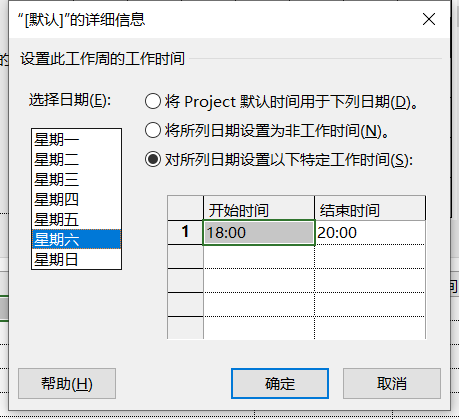 “[默认]”的详细信息
设置此工作周的工作时间
选择日期(E):
将 Project 默认时间用于下列日期(D)。
将所列日期设置为非工作时间(N)。
对所列日期设置以下特定工作时间(S):
星期一
星期二
星期三
星期四
星期五
星期六
星期日
开始时间 结束时间
1 18:00 20:00
帮助(H) 确定 取消